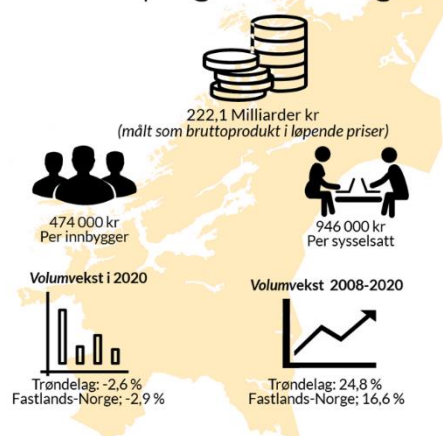 222,1 Milliarder kr
(målt som bruttoprodukt i løpende priser)
474 000 kr
Per innbygger
946 000 kr
Per sysselsatt
Volumvekst i 2020
Volumvekst 2008-2020
Trøndelag: -2,6 %
Fastlands-Norge; -2,9 %
Trøndelag: 24,8 %
Fastlands-Norge; 16,6 %